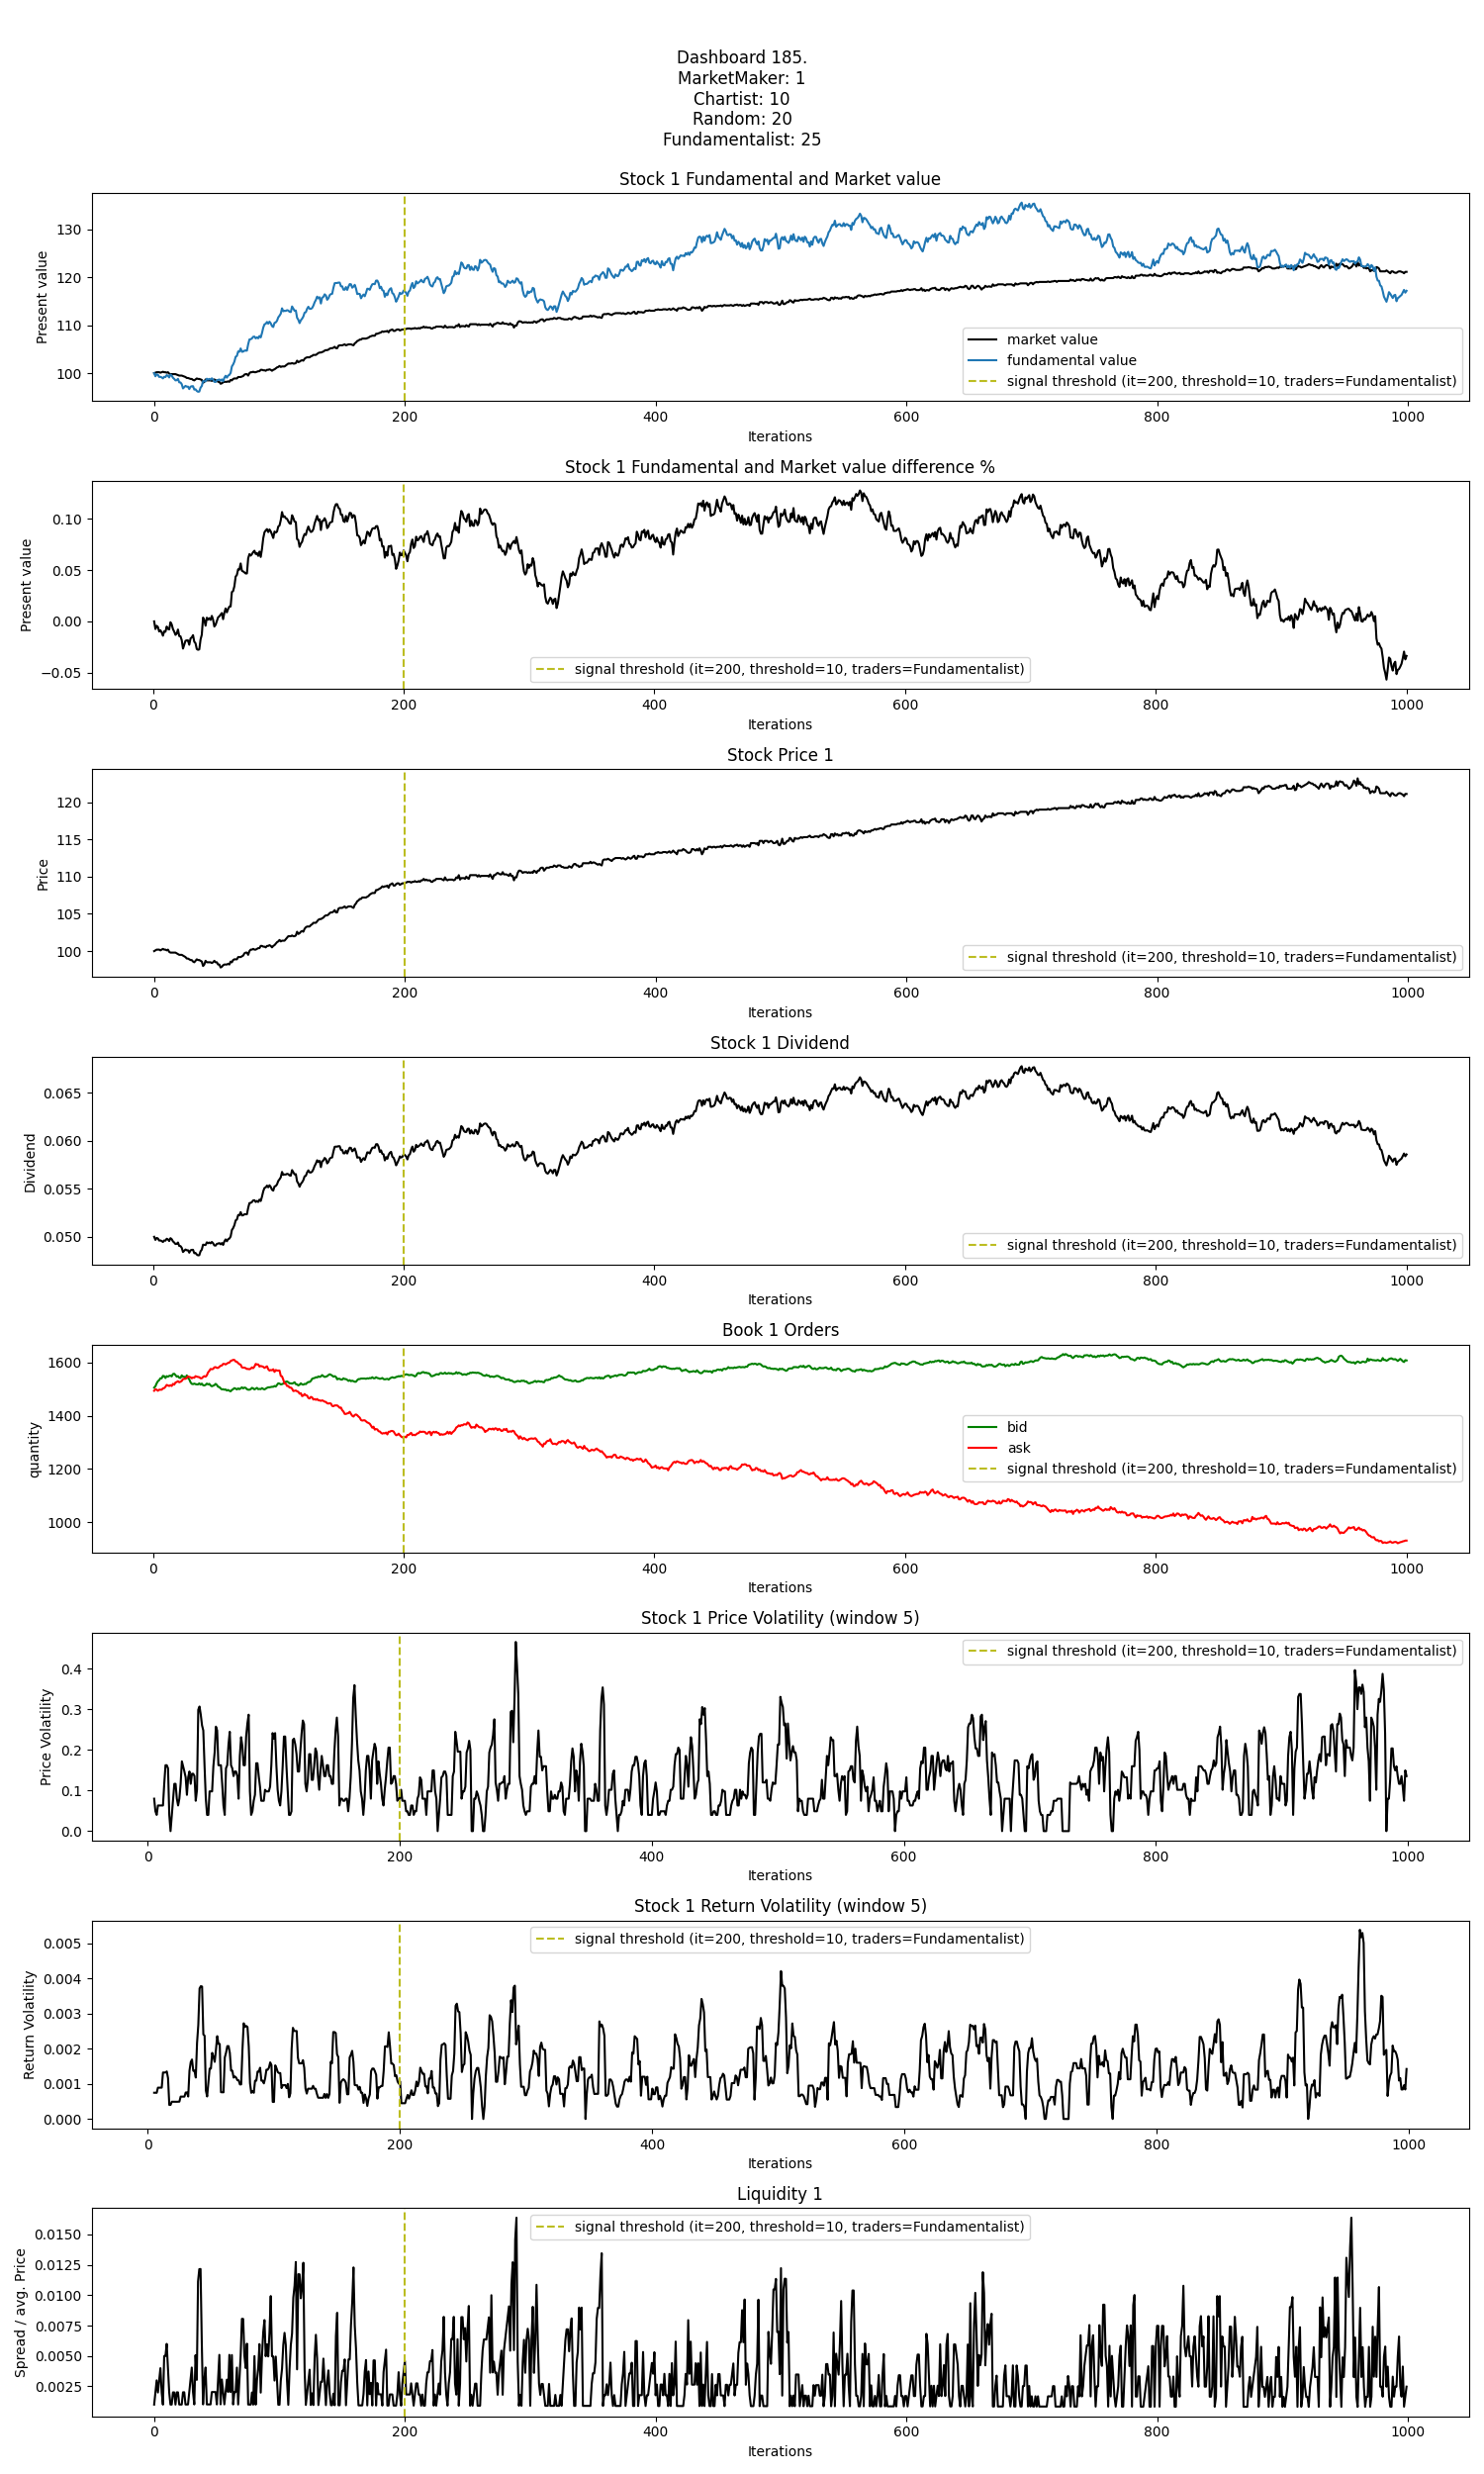 Dashboard 185.
MarketMaker: 1
Chartist: 10
Random: 20
Fundamentalist: 25
Stock 1 Fundamental and Market value
Present value
130
120
110
100
market value
fundamental value
signal threshold (it=200, threshold=10, traders=Fundamentalist)
0 200 400 600 800 1000
Iterations
Stock 1 Fundamental and Market value difference %
Present value
0.10
0.05
0.00
−0.05
signal threshold (it=200, threshold=10, traders=Fundamentalist)
0 200 400 600 800 1000
Iterations
Stock Price 1
Price
120
115
110
105
100
signal threshold (it=200, threshold=10, traders=Fundamentalist)
0 200 400 600 800 1000
Iterations
Stock 1 Dividend
Dividend
0.065
0.060
0.055
0.050
signal threshold (it=200, threshold=10, traders=Fundamentalist)
0 200 400 600 800 1000
Iterations
Book 1 Orders
quantity
1600
1400
1200
1000
bid
ask
signal threshold (it=200, threshold=10, traders=Fundamentalist)
0 200 400 600 800 1000
Iterations
Stock 1 Price Volatility (window 5)
Price Volatility
0.4
0.3
0.2
0.1
0.0
signal threshold (it=200, threshold=10, traders=Fundamentalist)
0 200 400 600 800 1000
Iterations
Stock 1 Return Volatility (window 5)
Return Volatility
0.005
0.004
0.003
0.002
0.001
0.000
signal threshold (it=200, threshold=10, traders=Fundamentalist)
0 200 400 600 800 1000
Iterations
Liquidity 1
Spread / avg. Price
0.0150
0.0125
0.0100
0.0075
0.0050
0.0025
signal threshold (it=200, threshold=10, traders=Fundamentalist)
0 200 400 600 800 1000
Iterations